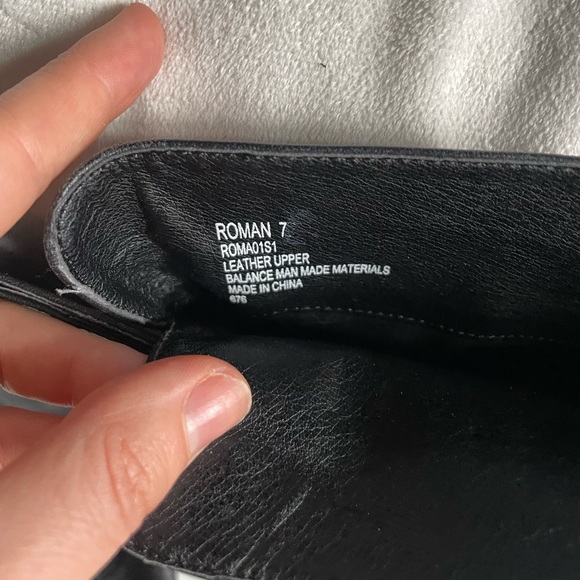 ROMAN 7
ROMA01S1
LEATHER UPPER
BALANCE MAN MADE MATERIALS
MADE IN CHINA
676